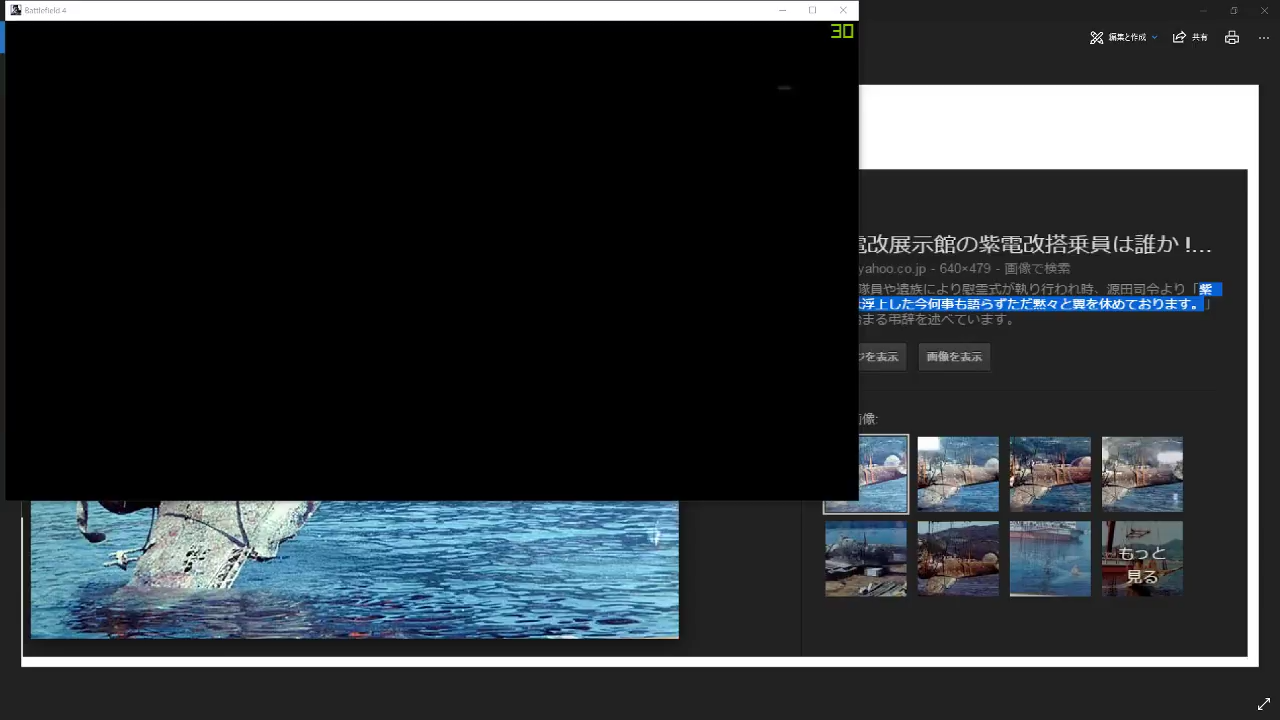 Battlefield 4
30
編集と作成
共有
電改展示館の紫電改搭乗員は誰か !...
yahoo.co.jp - 640×479 - 画像で検索
隊員や遺族により慰霊式が執り行われ時、源田司令より「紫
は浮上した今何事も語らずただ黙々と翼を休めております。」
まる弔辞を述べています。
ジを表示
画像を表示
画像:
もっと
見る